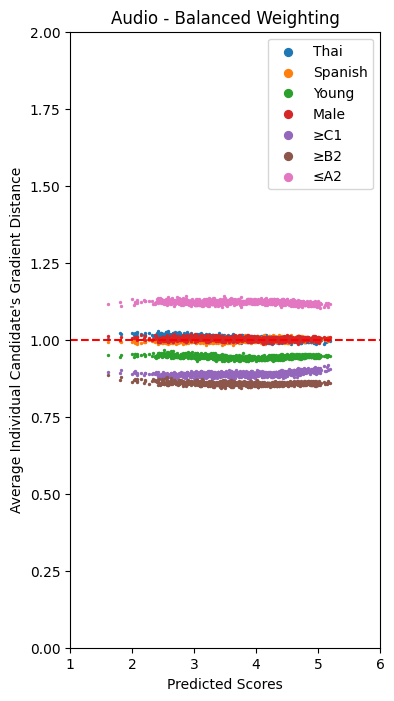 Audio - Balanced Weighting
Average Individual Candidate's Gradient Distance
2.00
1.75
1.50
1.25
1.00
0.75
0.50
0.25
0.00
Thai
Spanish
Young
Male
≥C1
≥B2
≤A2
1 2 3 4 5 6
Predicted Scores